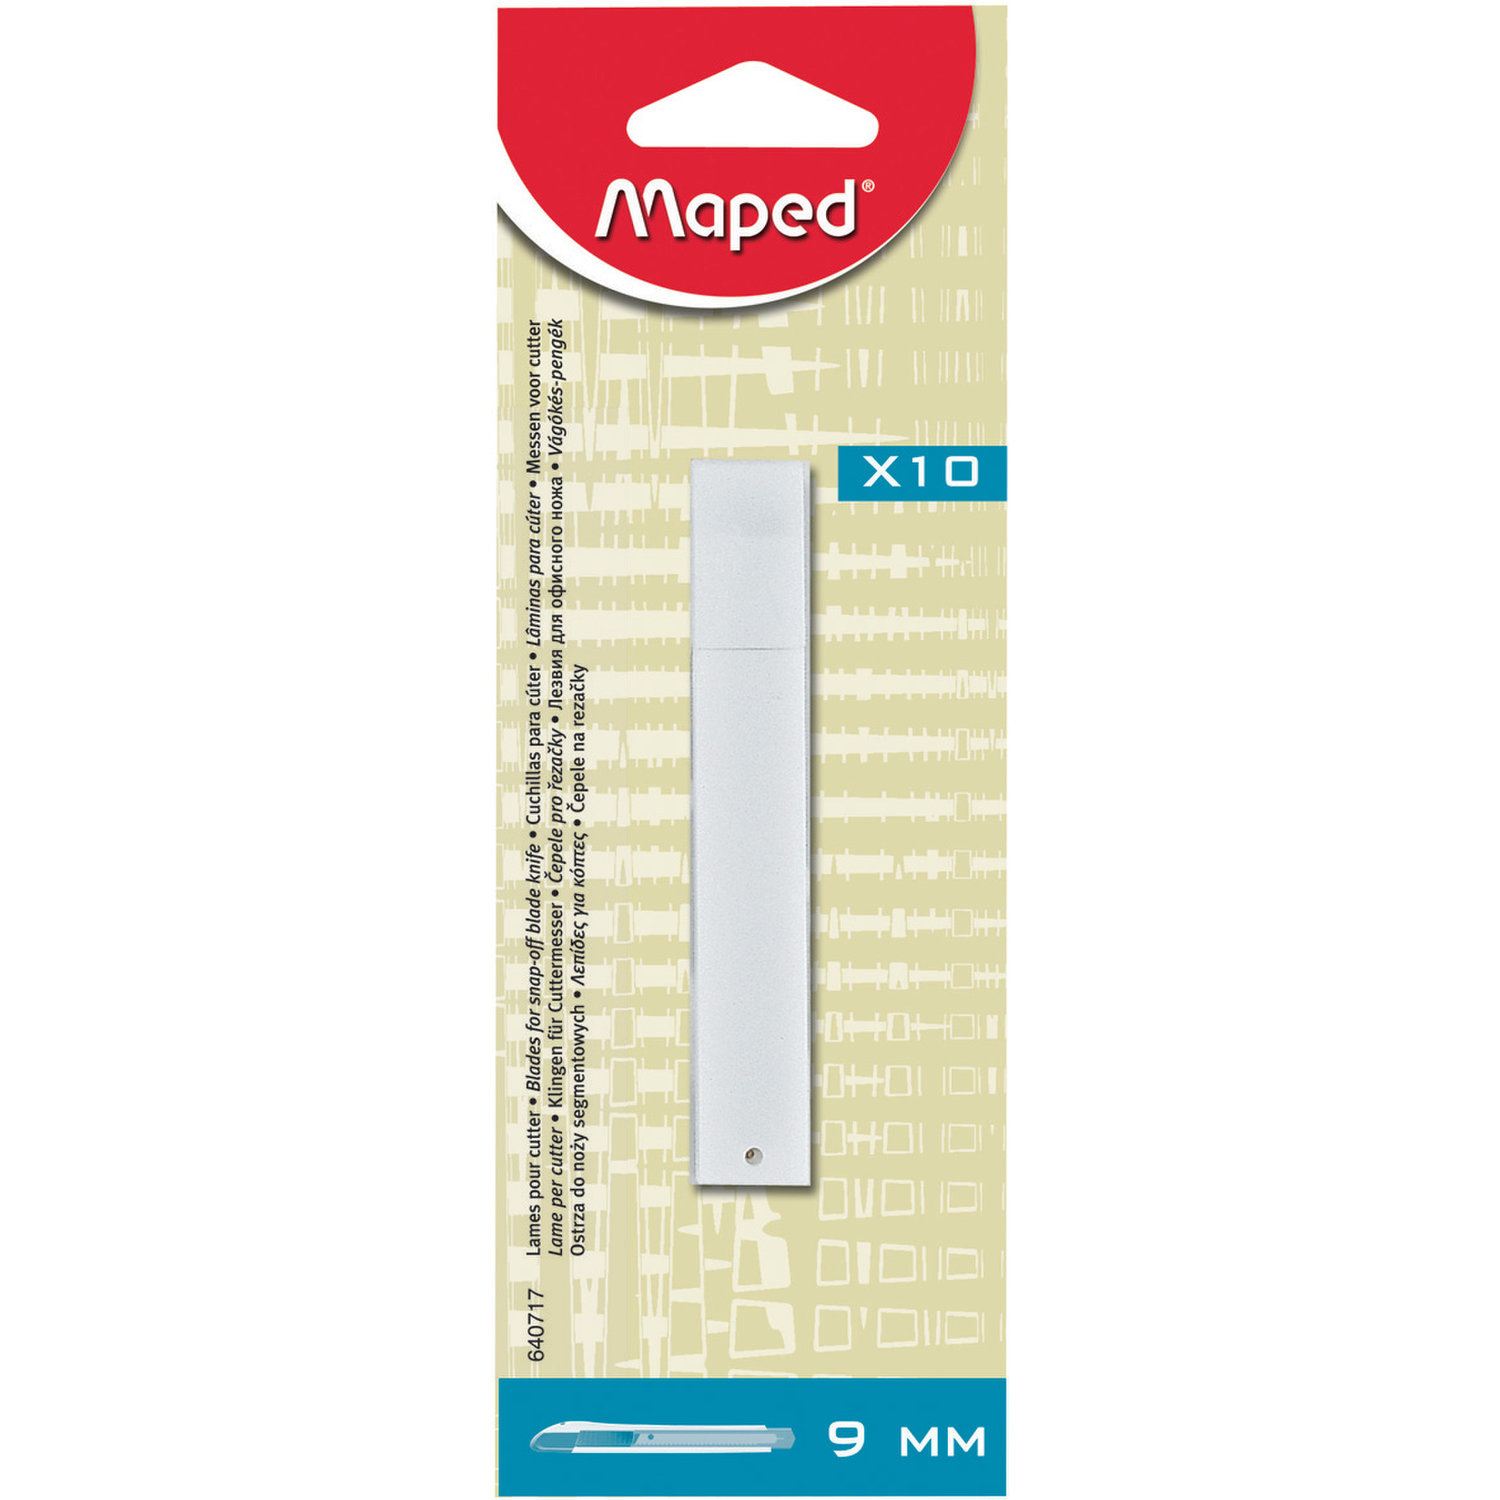 Maped®
X10
Lames pour cutter • Blades for snap-off blade knife • Cuchillas para cúter • Lâminas para cúter • Messen voor cutter
Lame per cutter • Klingen für Cuttermesser • Čepele pro řezačky • Лезвия для офисного ножа • Vágókés-pengék
Ostrza do noży segmentowych • Λεπίδες για κόπτες • Čepele na rezačky
640717
9 MM